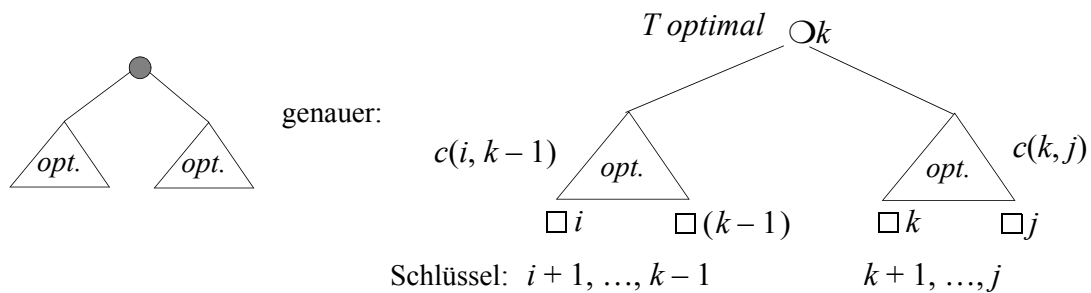 T optimal k
genauer:
opt. opt. c(i, k – 1) opt. opt. c(k, j)
i (k – 1) k j
Schlüssel: i + 1, …, k – 1 k + 1, …, j